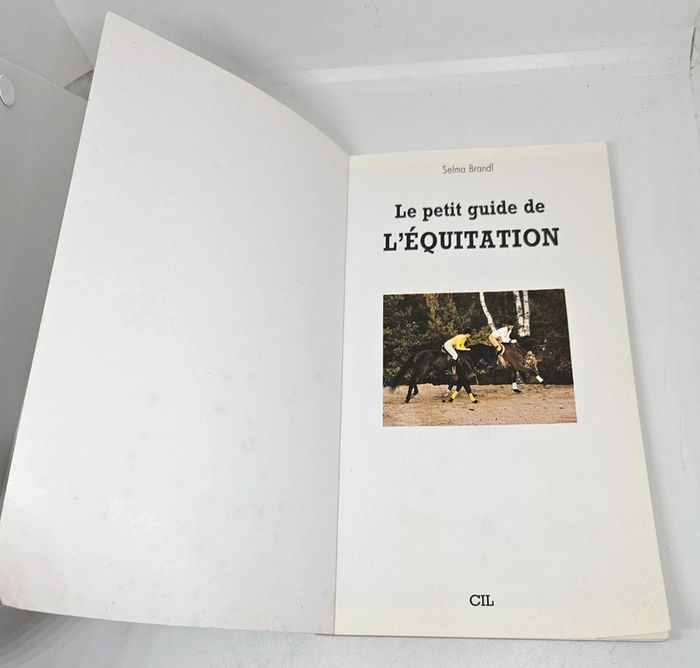 Selma Brandl
Le petit guide de
L'ÉQUITATION
CIL